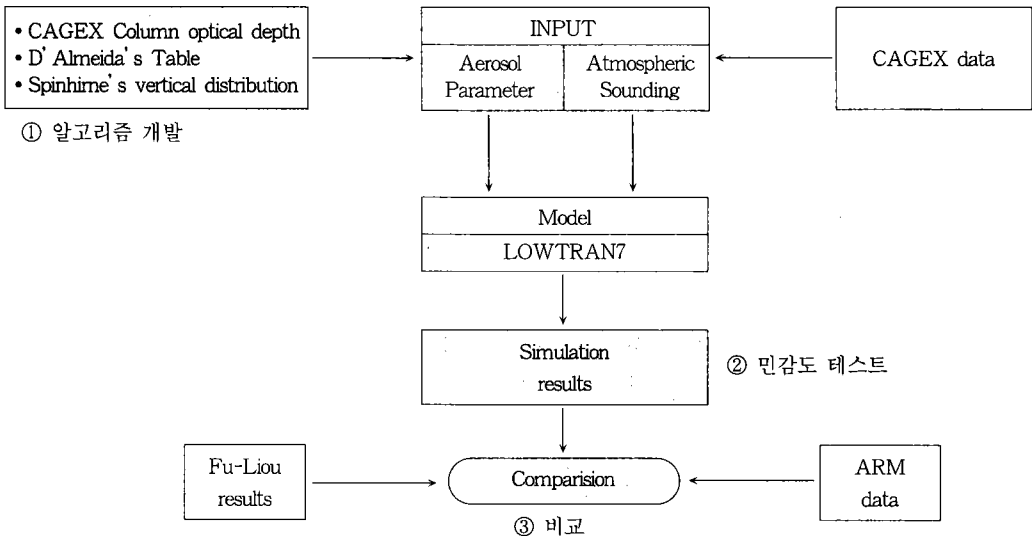 • CAGEX Column optical depth
• D' Almeida's Table
• Spinhirne's vertical distribution
① 알고리즘 개발
INPUT
Aerosol
Parameter
Atmospheric
Sounding
CAGEX data
Model
LOWTRAN7
Simulation
results
② 민감도 테스트
Fu-Liou
results
Comparision
ARM
data
③ 비교